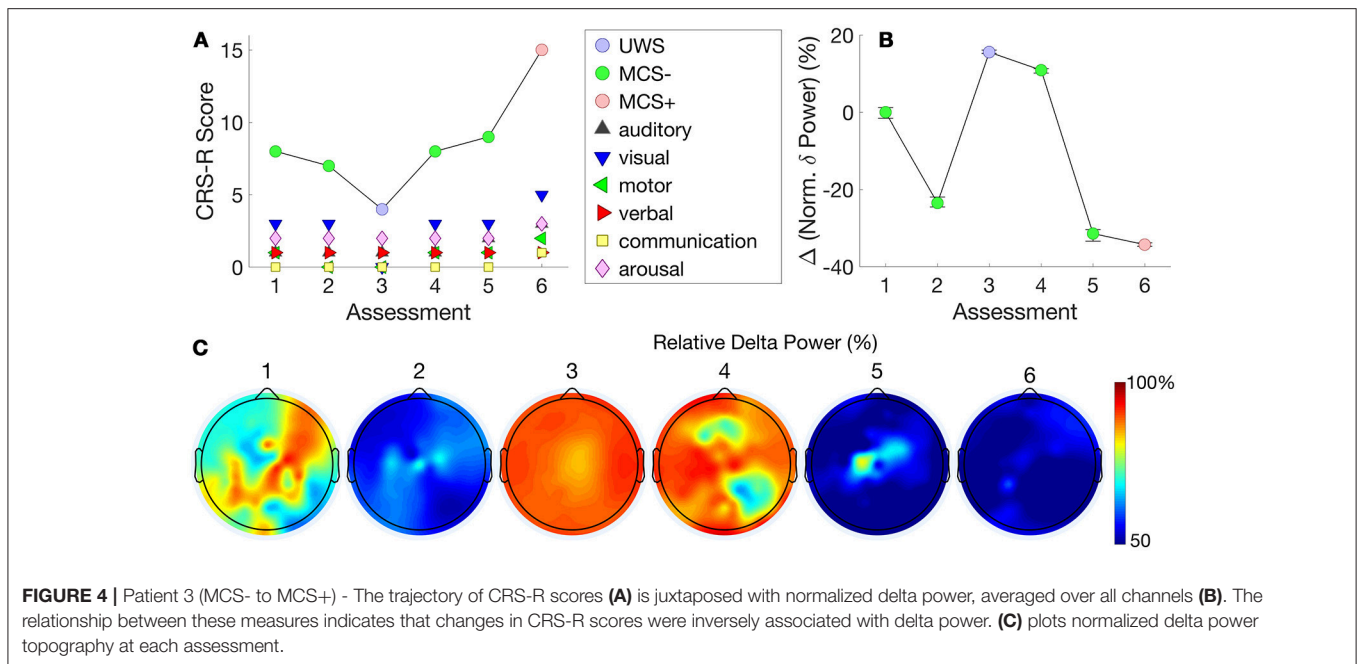 A
CRS-R Score
15
10
5
0
1 2 3 4 5 6
Assessment
UWS
MCS-
MCS+
auditory
visual
motor
verbal
communication
arousal
B
Δ (Norm. δ Power) (%)
20
0
-20
-40
1 2 3 4 5 6
Assessment
C
Relative Delta Power (%)
1 2 3 4 5 6
100%
50
FIGURE 4 | Patient 3 (MCS- to MCS+) - The trajectory of CRS-R scores (A) is juxtaposed with normalized delta power, averaged over all channels (B). The
relationship between these measures indicates that changes in CRS-R scores were inversely associated with delta power. (C) plots normalized delta power
topography at each assessment.